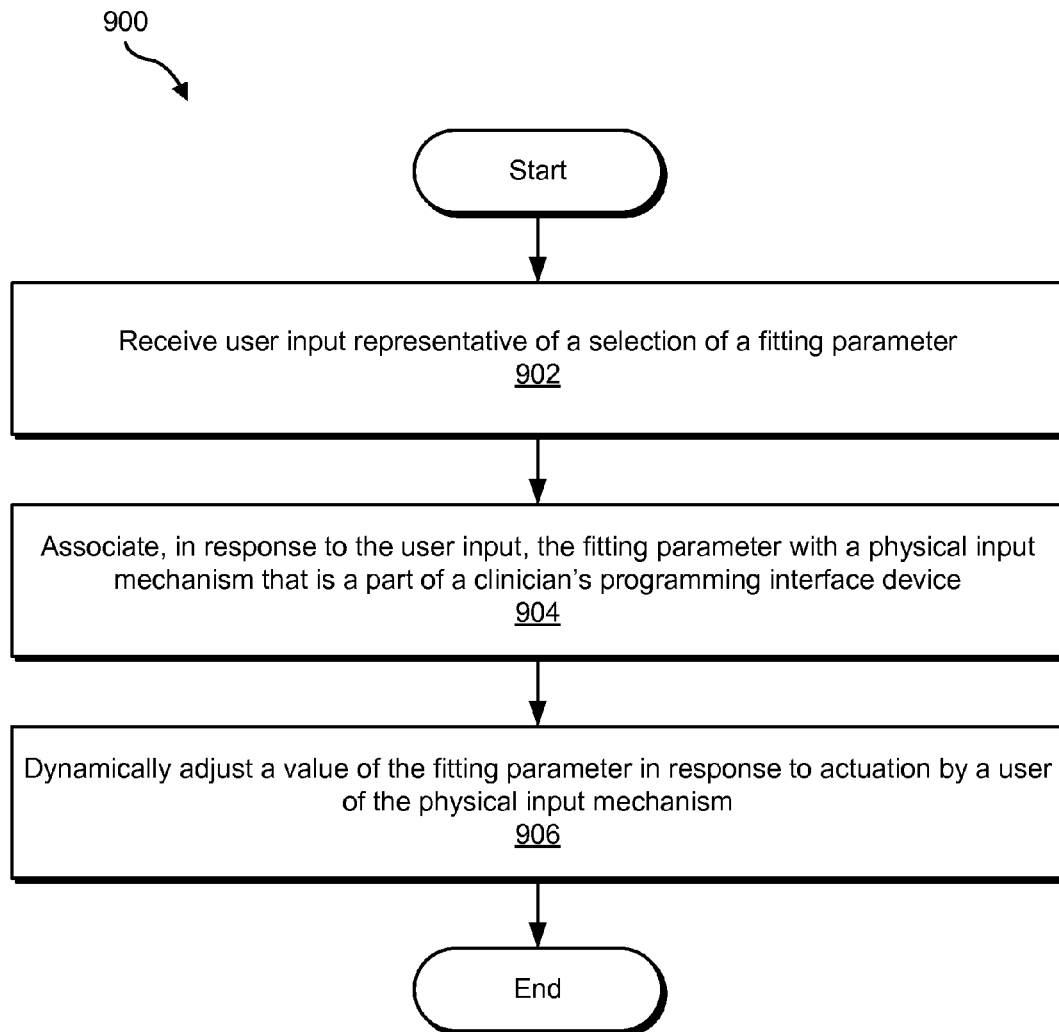 900
Start
Receive user input representative of a selection of a fitting parameter
902
Associate, in response to the user input, the fitting parameter with a physical input
mechanism that is a part of a clinician’s programming interface device
904
Dynamically adjust a value of the fitting parameter in response to actuation by a user
of the physical input mechanism
906
End